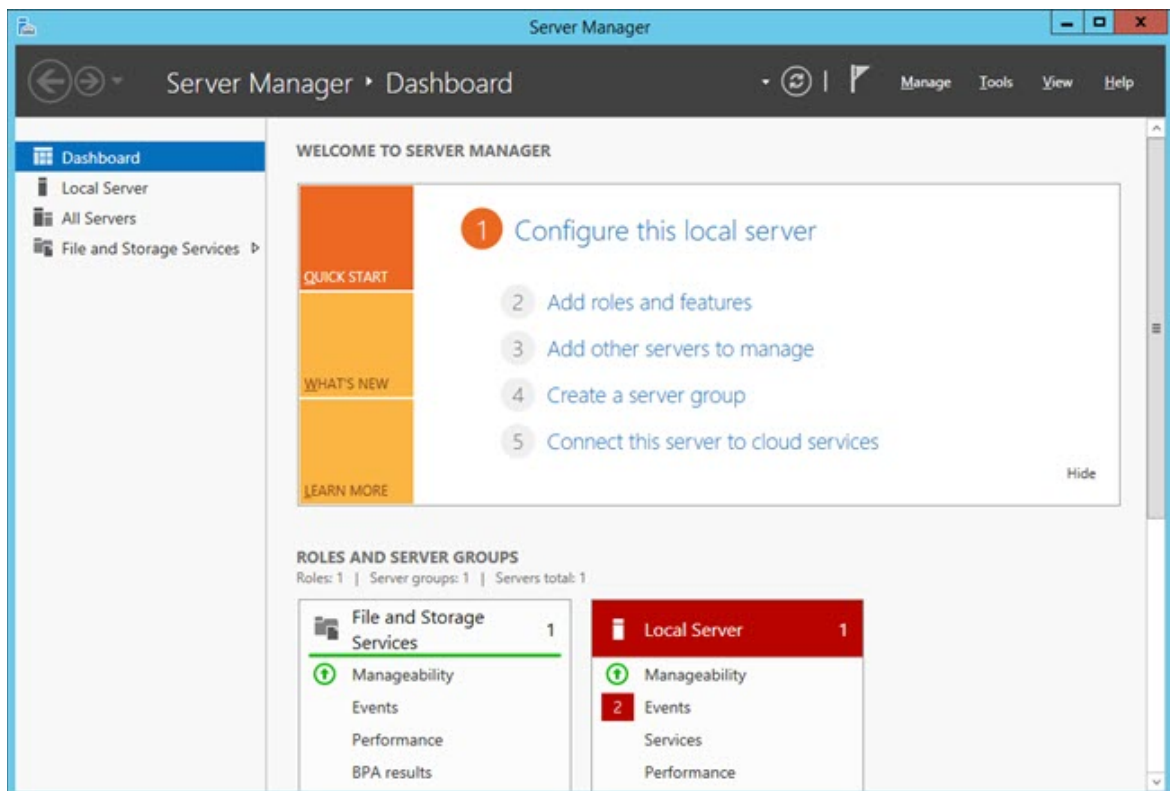 Server Manager
Server Manager ‣ Dashboard
Manage Tools View Help
Dashboard
Local Server
All Servers
File and Storage Services
WELCOME TO SERVER MANAGER
QUICK START
WHAT'S NEW
LEARN MORE
1 Configure this local server
2 Add roles and features
3 Add other servers to manage
4 Create a server group
5 Connect this server to cloud services
Hide
ROLES AND SERVER GROUPS
Roles: 1 | Server groups: 1 | Servers total: 1
File and Storage
Services 1
Manageability
Events
Performance
BPA results
Local Server 1
Manageability
2 Events
Services
Performance